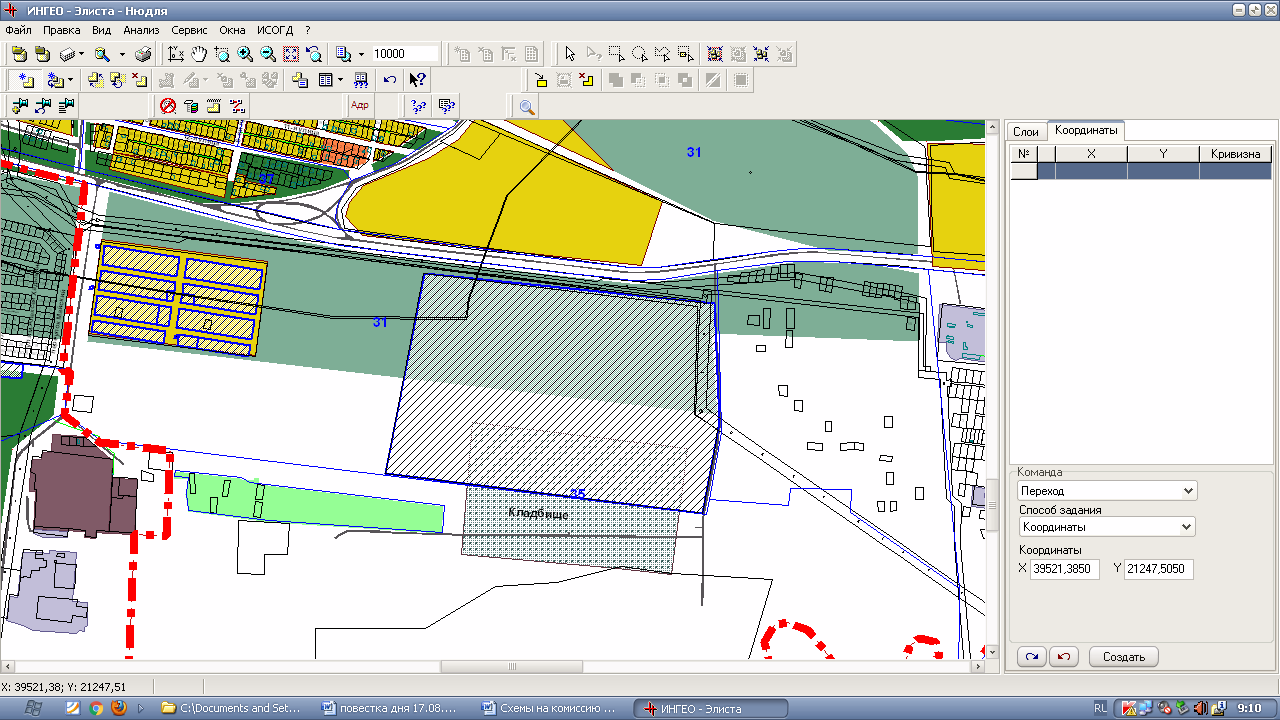 ИНГЕО - Элиста - Нюдля
Файл Правка Вид Анализ Сервис Окна ИСОГД ?
10000
Адр
Слои Координаты
№ X Y Кривизна
31
37
31
35
Кладбище
Команда
Переход
Способ задания
Координаты
Координаты
X 39521,3850 Y 21247,5050
Создать
X: 39521,38; Y: 21247,51
C:\Documents and Set... повестка дня 17.08.... Схемы на комиссию ... ИНГЕО - Элиста RL 9:10